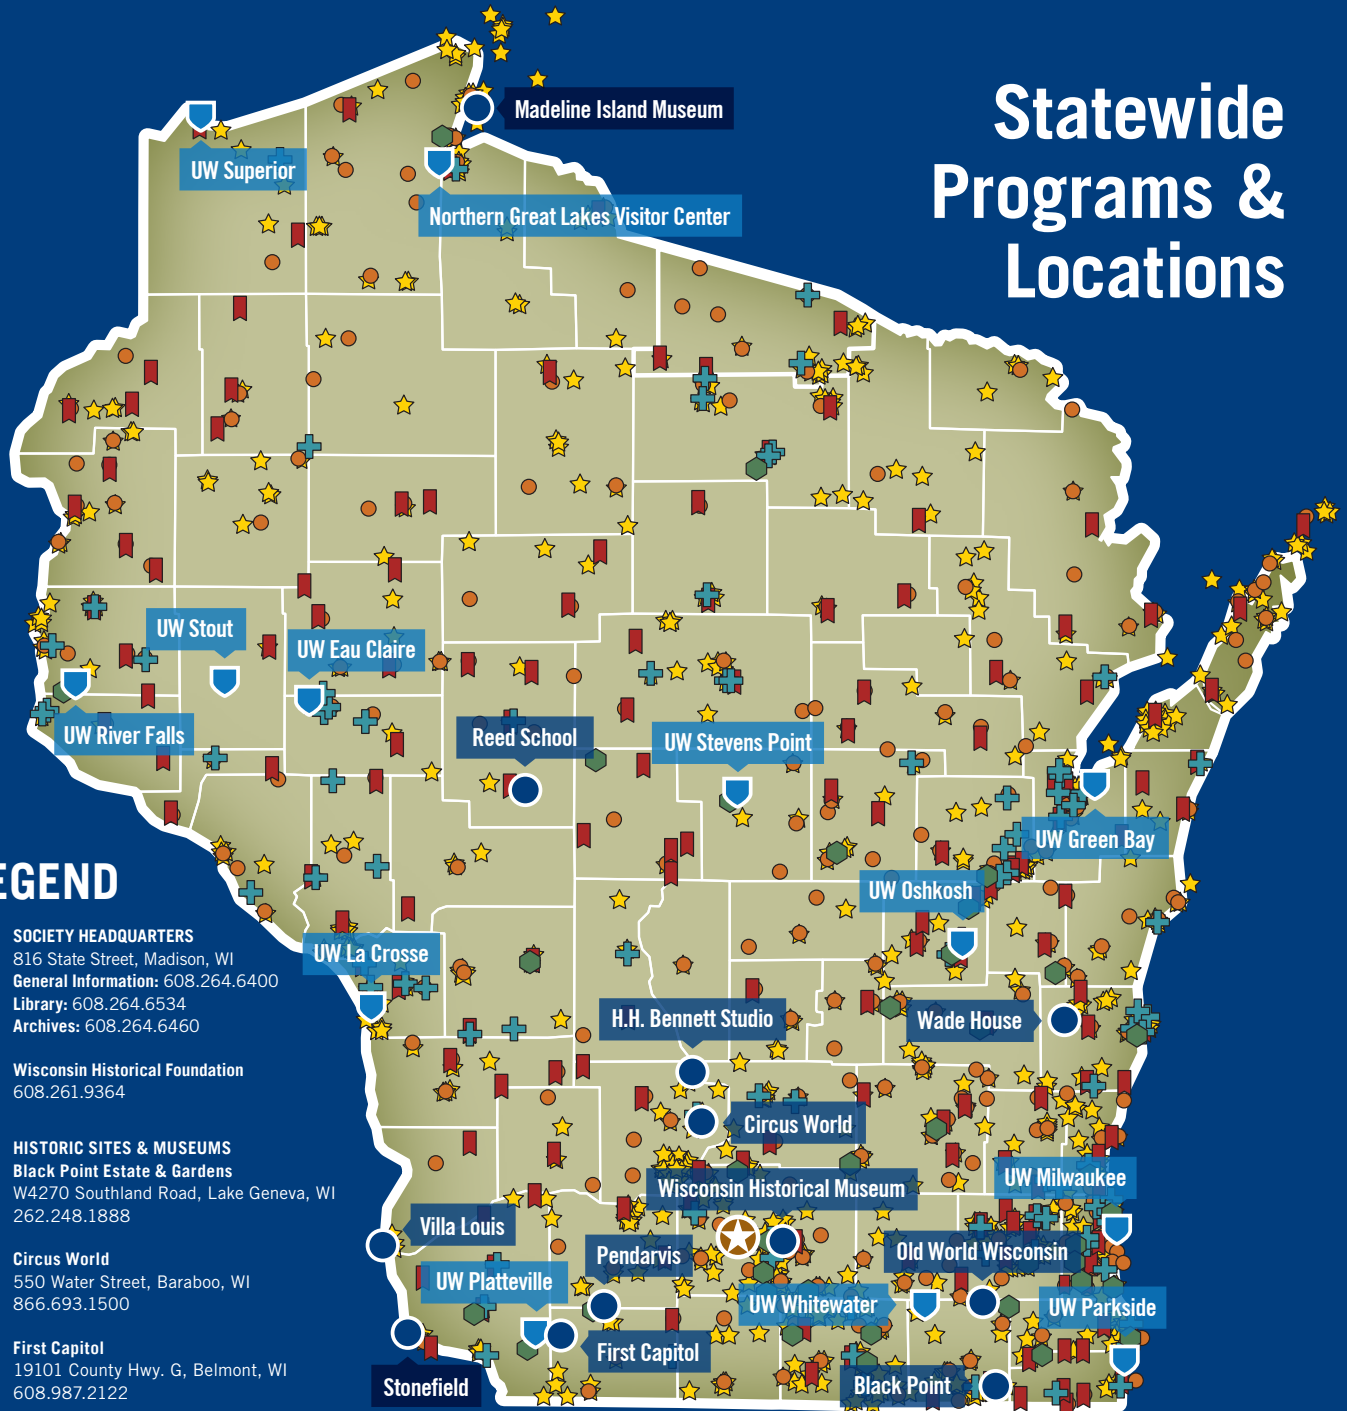 Statewide
Programs &
Locations
Madeline Island Museum
UW Superior
Northern Great Lakes Visitor Center
UW Stout
UW Eau Claire
UW River Falls
Reed School
UW Stevens Point
UW Green Bay
UW Oshkosh
UW La Crosse
H.H. Bennett Studio
Wade House
Circus World
UW Milwaukee
Wisconsin Historical Museum
Villa Louis
Pendarvis
Old World Wisconsin
UW Platteville
UW Whitewater
UW Parkside
First Capitol
Stonefield
Black Point
EGEND
SOCIETY HEADQUARTERS
816 State Street, Madison, WI
General Information: 608.264.6400
Library: 608.264.6534
Archives: 608.264.6460
Wisconsin Historical Foundation
608.261.9364
HISTORIC SITES & MUSEUMS
Black Point Estate & Gardens
W4270 Southland Road, Lake Geneva, WI
262.248.1888
Circus World
550 Water Street, Baraboo, WI
866.693.1500
First Capitol
19101 County Hwy. G, Belmont, WI
608.987.2122